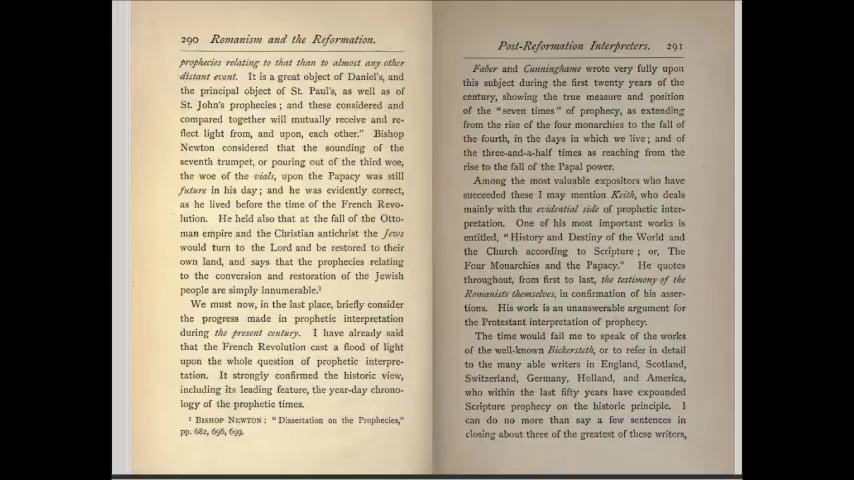 290 Romanism and the Reformation.
prophecies relating to that than to almost any other
distant event. It is a great object of Daniel's, and
the principal object of St. Paul's, as well as of
St. John's prophecies; and these considered and
compared together will mutually receive and re-
flect light from, and upon, each other." Bishop
Newton considered that the sounding of the
seventh trumpet, or pouring out of the third woe,
the woe of the vials, upon the Papacy was still
future in his day; and he was evidently correct,
as he lived before the time of the French Revo-
lution. He held also that at the fall of the Otto-
man empire and the Christian antichrist the Jews
would turn to the Lord and be restored to their
own land, and says that the prophecies relating
to the conversion and restoration of the Jewish
people are simply innumerable.¹
We must now, in the last place, briefly consider
the progress made in prophetic interpretation
during the present century. I have already said
that the French Revolution cast a flood of light
upon the whole question of prophetic interpre-
tation. It strongly confirmed the historic view,
including its leading feature, the year-day chrono-
logy of the prophetic times.
¹ BISHOP NEWTON: "Dissertation on the Prophecies,"
pp. 682, 696, 699.
Post-Reformation Interpreters. 291
Faber and Cunninghame wrote very fully upon
this subject during the first twenty years of the
century, showing the true measure and position
of the "seven times" of prophecy, as extending
from the rise of the four monarchies to the fall of
the fourth, in the days in which we live; and of
the three-and-a-half times as reaching from the
rise to the fall of the Papal power.
Among the most valuable expositors who have
succeeded these I may mention Keith, who deals
mainly with the evidential side of prophetic inter-
pretation. One of his most important works is
entitled, "History and Destiny of the World and
the Church according to Scripture; or, The
Four Monarchies and the Papacy." He quotes
throughout, from first to last, the testimony of the
Romanists themselves, in confirmation of his asser-
tions. His work is an unanswerable argument for
the Protestant interpretation of prophecy.
The time would fail me to speak of the works
of the well-known Bickersteth, or to refer in detail
to the many able writers in England, Scotland,
Switzerland, Germany, Holland, and America,
who within the last fifty years have expounded
Scripture prophecy on the historic principle. I
can do no more than say a few sentences in
closing about three of the greatest of these writers,